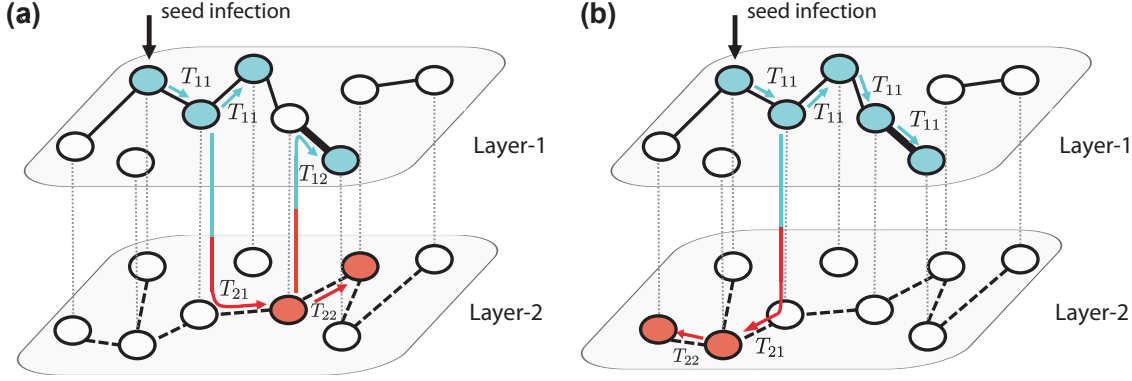 (a)
seed infection
T₁₁
T₁₁
T₁₂
Layer-1
T₂₁
T₂₂
Layer-2
(b)
seed infection
T₁₁
T₁₁
T₁₁
T₁₁
Layer-1
T₂₁
T₂₂
Layer-2